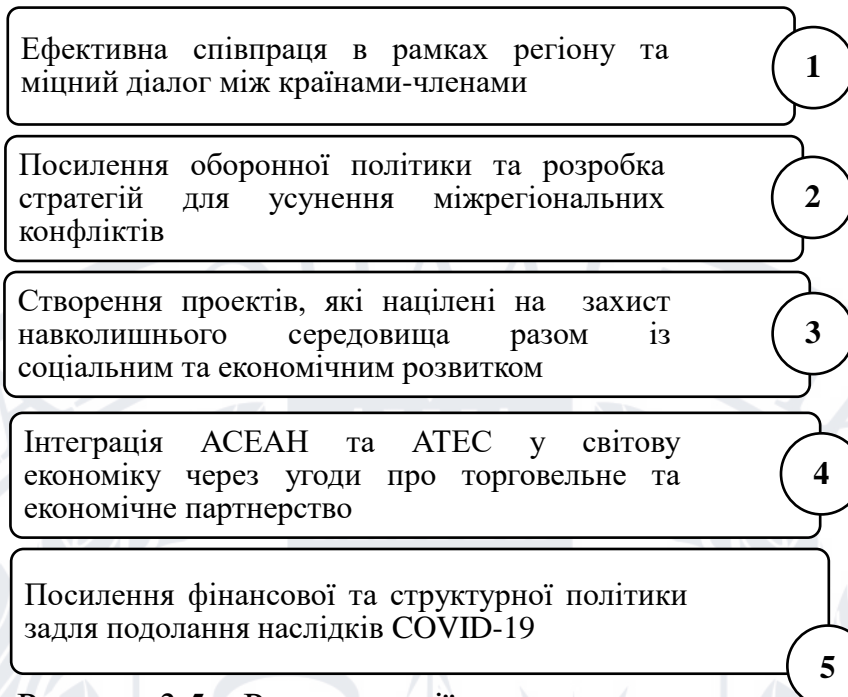 Ефективна співпраця в рамках регіону та
міцний діалог між країнами-членами
1
Посилення оборонної політики та розробка
стратегій для усунення міжрегіональних
конфліктів
2
Створення проектів, які націлені на захист
навколишнього середовища разом із
соціальним та економічним розвитком
3
Інтеграція АСЕАН та АТЕС у світову
економіку через угоди про торговельне та
економічне партнерство
4
Посилення фінансової та структурної політики
задля подолання наслідків COVID-19
5